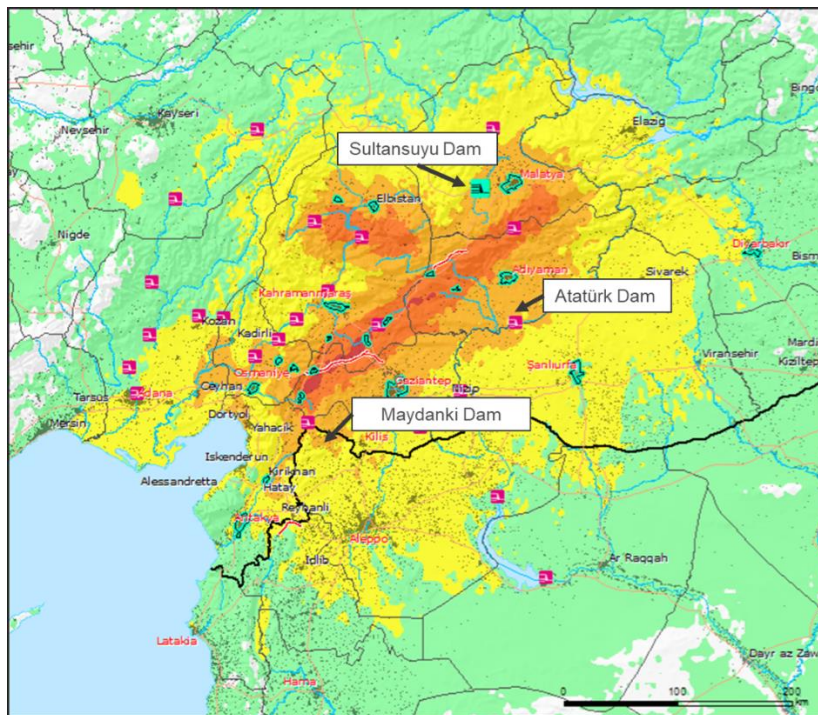 Kayseri
Nevsehir
Bingo
Elazig
Sultansuyu Dam
Malatya
Elbistan
Nigde
Diyarbakır
Bism
Sivarek
Adıyaman
Kahramanmaraş
Atatürk Dam
Kozan
Kadirli
Mardi
Viransehir
Kiziltep
Osmaniye
Şanlıurfa
Gaziantep
Nizip
Ceyhan
Adana
Tarsus
Mersin
Dortyol
Maydanki Dam
Yahacik
Kilis
Iskenderun
Kirikhan
Alessandretta
Hatay
Reyhanli
Antakya
Aleppo
Idlib
Ar Raqqah
Latakia
Dayr az Zaw
Hama
0 100 200
km